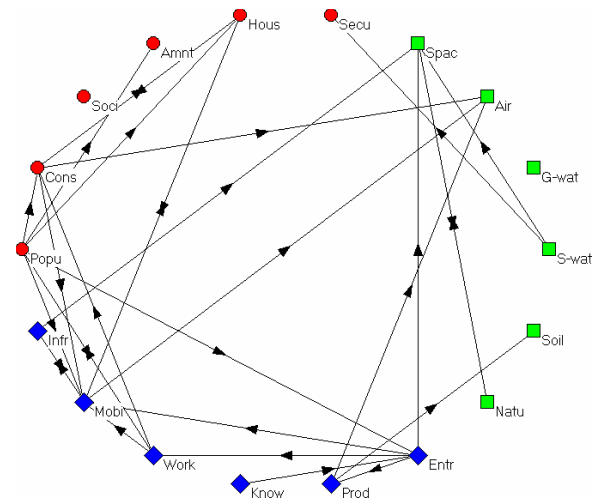 Hous
Secu
Amnt
Spac
Soci
Air
Cons
G-wat
Popu
S-wat
Infr
Soil
Mobi
Natu
Work
Entr
Know
Prod